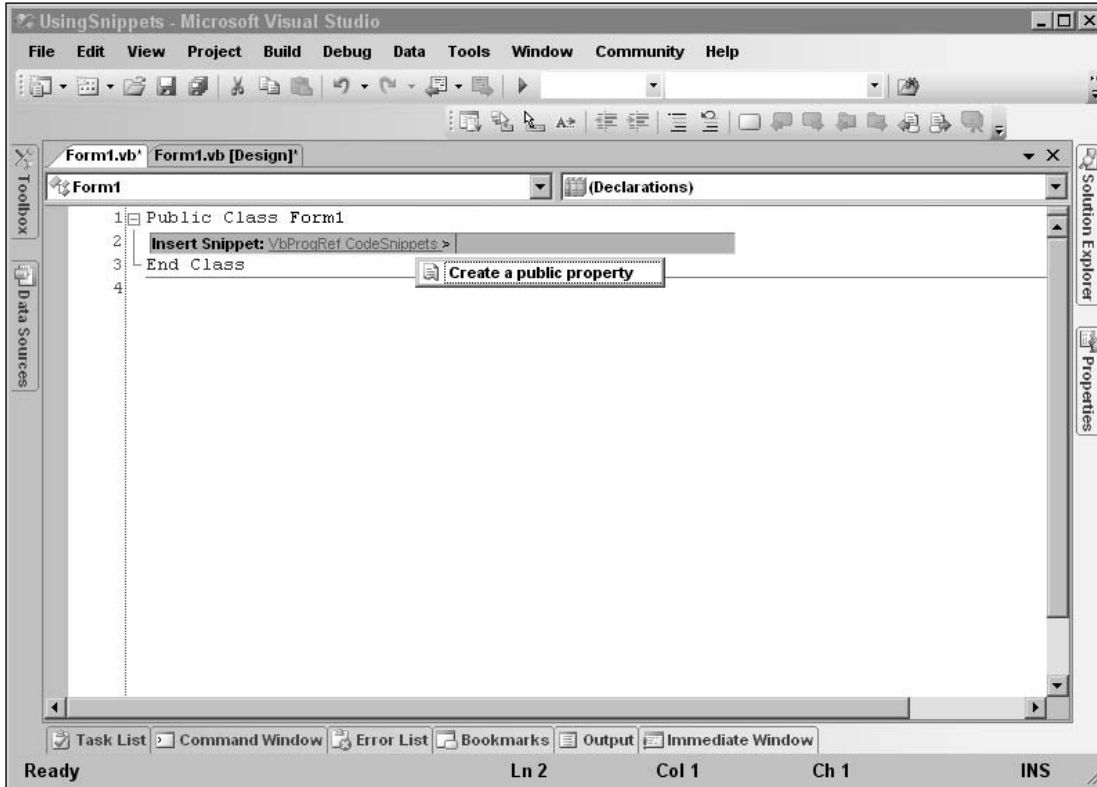 UsingSnippets - Microsoft Visual Studio
File Edit View Project Build Debug Data Tools Window Community Help
Form1.vb* Form1.vb [Design]*
Form1 (Declarations)
1 Public Class Form1
2 Insert Snippet: VbProgRef CodeSnippets >
Create a public property
3 End Class
4
Toolbox
Data Sources
Solution Explorer
Properties
Task List Command Window Error List Bookmarks Output Immediate Window
Ready Ln 2 Col 1 Ch 1 INS